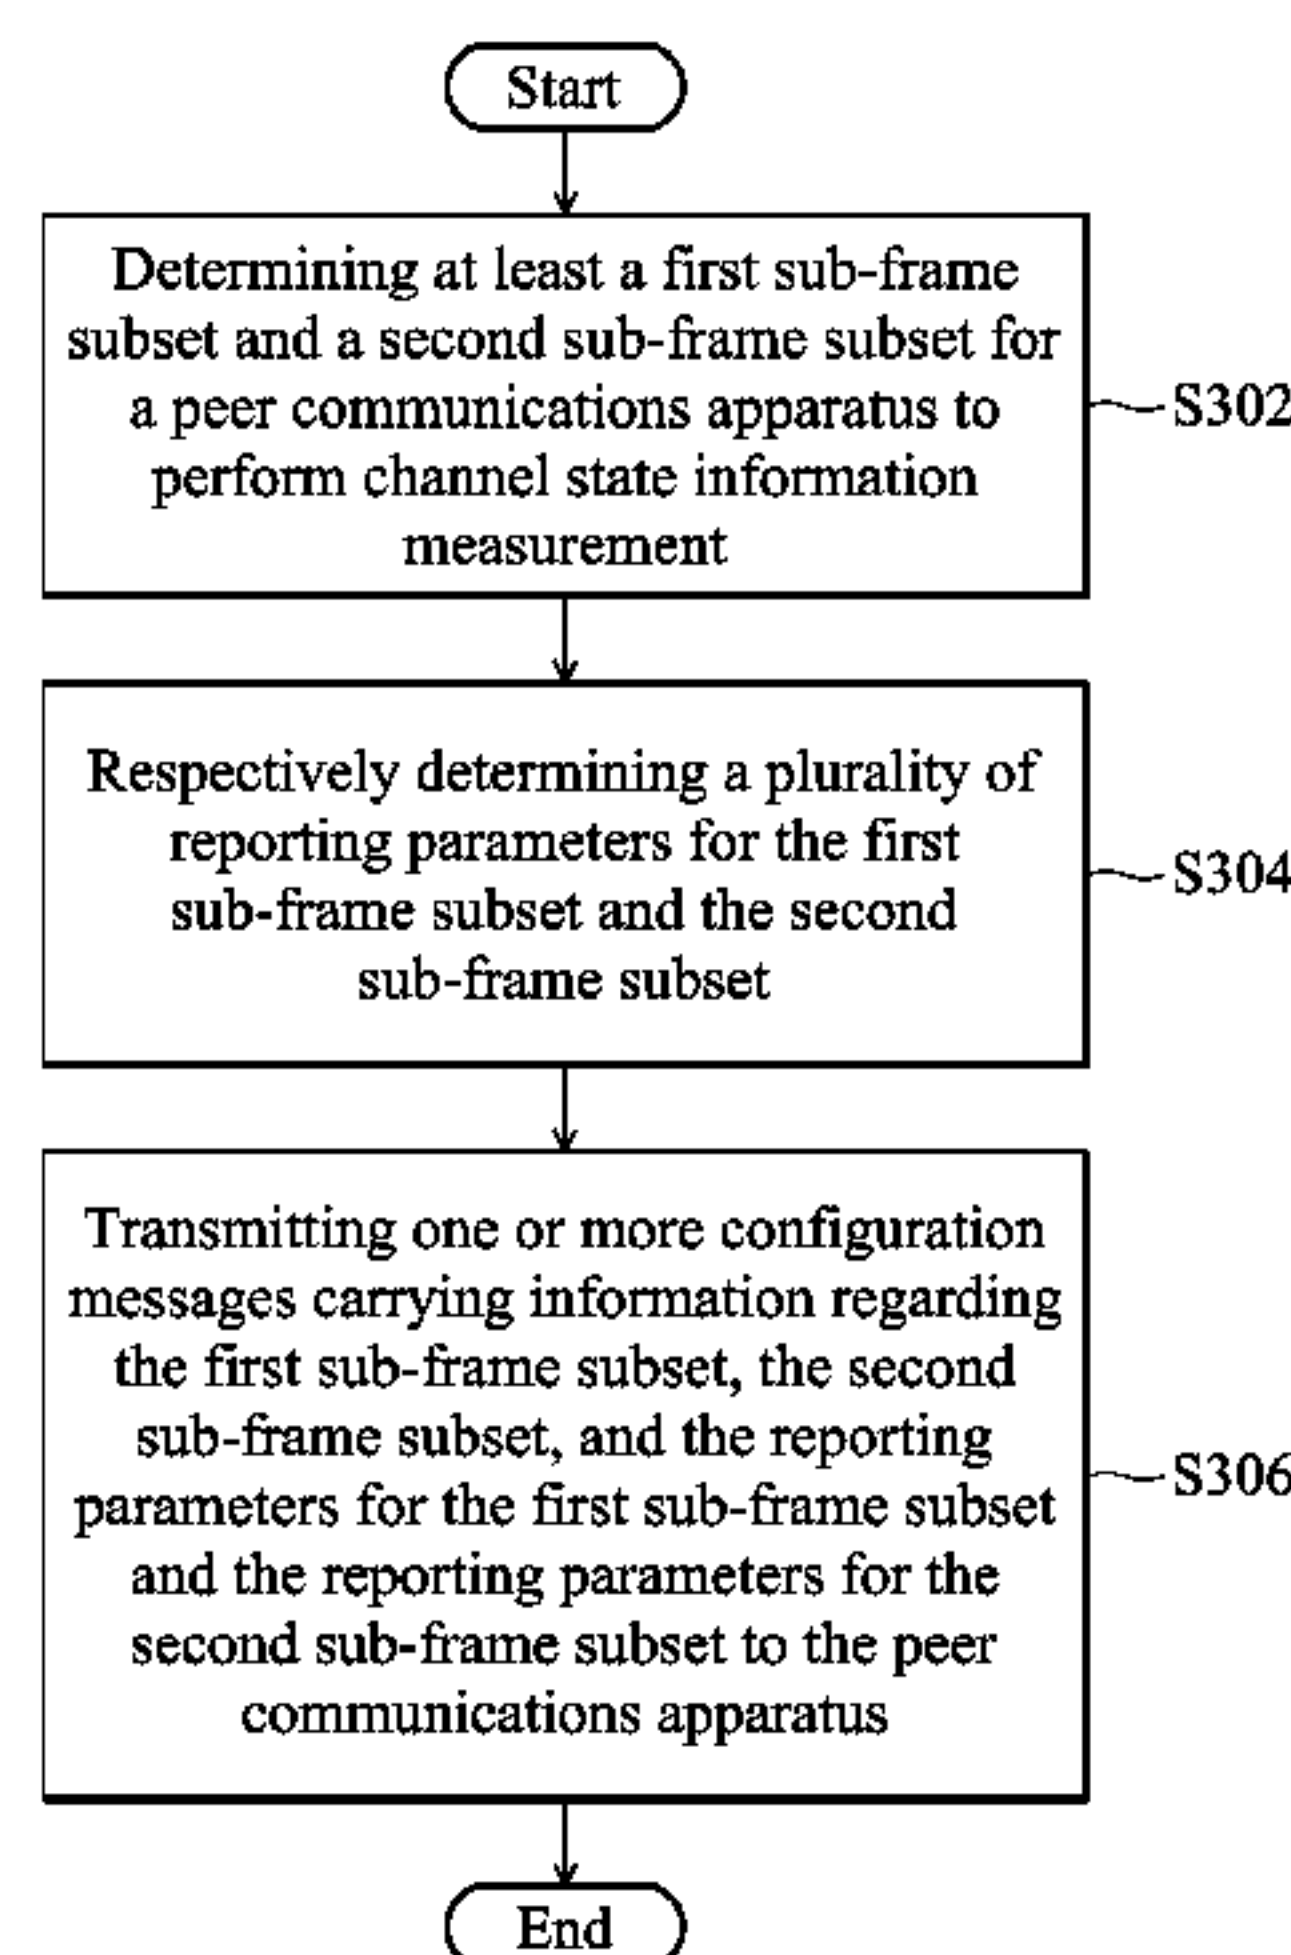 Start
Determining at least a first sub-frame
subset and a second sub-frame subset for
a peer communications apparatus to
perform channel state information
measurement
S302
Respectively determining a plurality of
reporting parameters for the first
sub-frame subset and the second
sub-frame subset
S304
Transmitting one or more configuration
messages carrying information regarding
the first sub-frame subset, the second
sub-frame subset, and the reporting
parameters for the first sub-frame subset
and the reporting parameters for the
second sub-frame subset to the peer
communications apparatus
S306
End